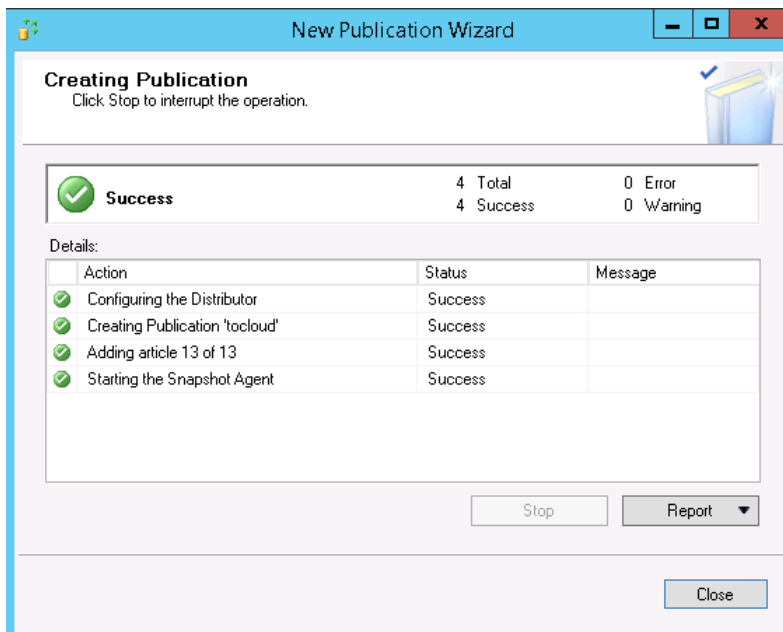 New Publication Wizard
Creating Publication
Click Stop to interrupt the operation.
Success
4 Total
0 Error
4 Success
0 Warning
Details:
Action Status Message
Configuring the Distributor Success
Creating Publication 'tocloud' Success
Adding article 13 of 13 Success
Starting the Snapshot Agent Success
Stop Report
Close